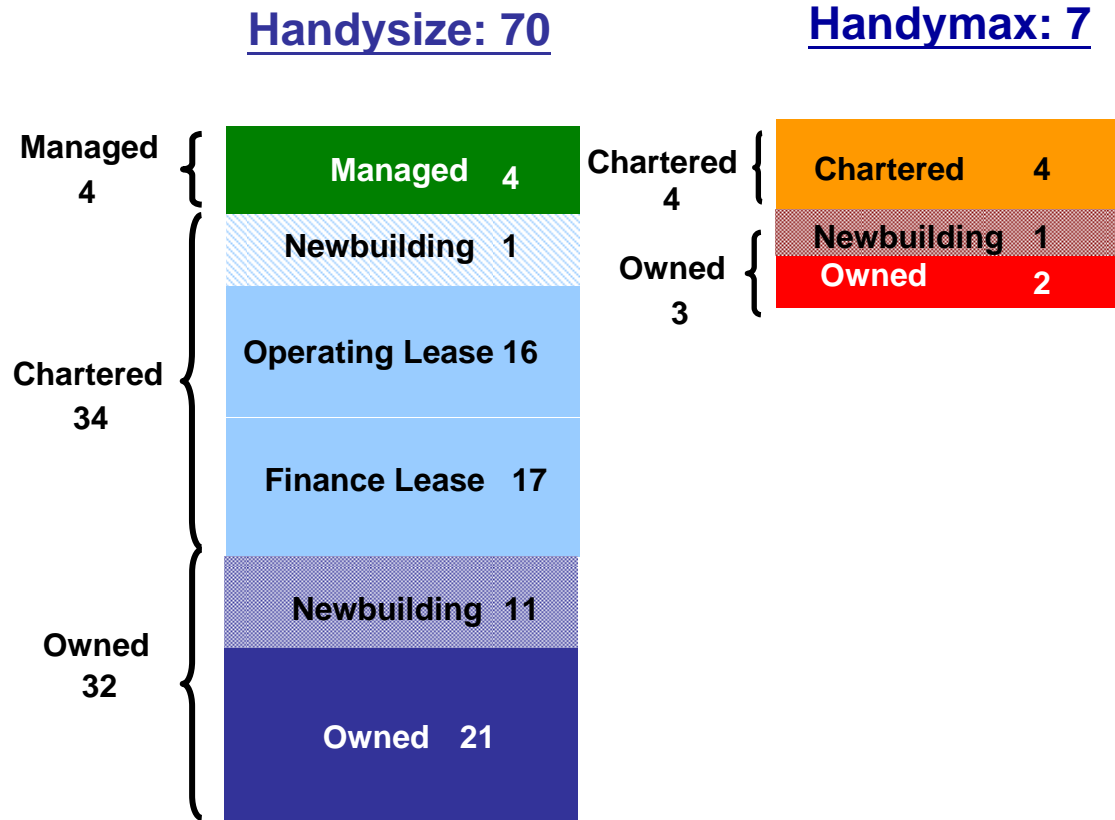 Handysize: 70
Managed
4
Managed 4
Newbuilding 1
Chartered
34
Operating Lease 16
Finance Lease 17
Owned
32
Newbuilding 11
Owned 21
Handymax: 7
Chartered
4
Chartered 4
Owned
3
Newbuilding 1
Owned 2